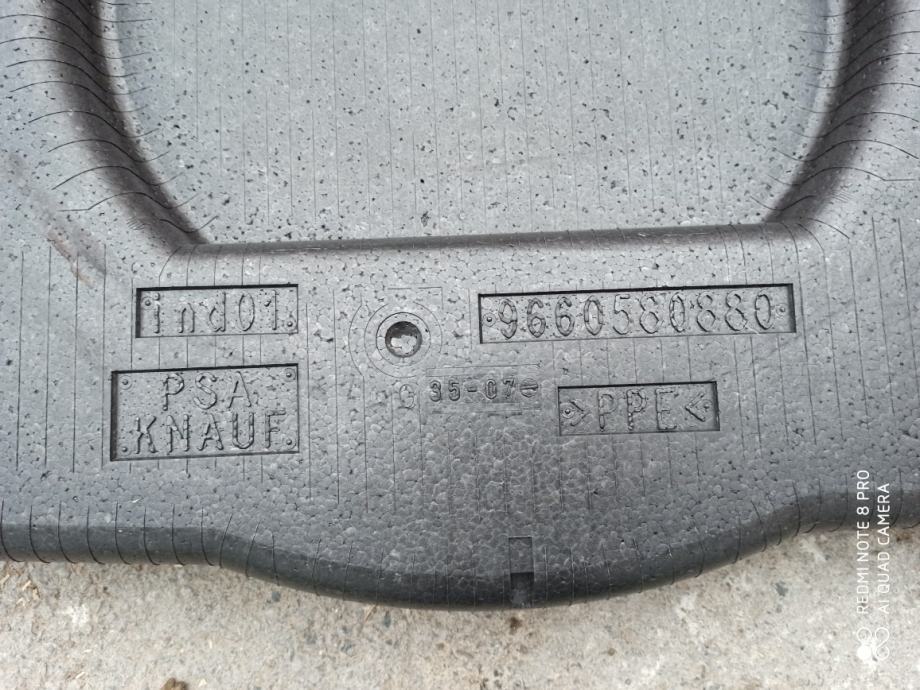 ind01
9660580880
PSA
KNAUF
35-07
>PPE<
REDMI NOTE 8 PRO
AI QUAD CAMERA